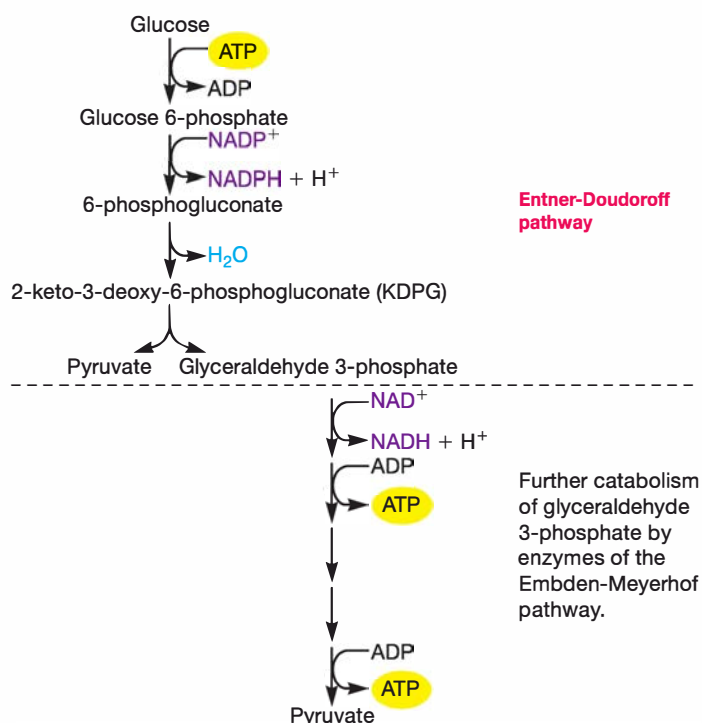 Glucose
ATP
ADP
Glucose 6-phosphate
NADP+
NADPH + H+
6-phosphogluconate
Entner-Doudoroff
pathway
H₂O
2-keto-3-deoxy-6-phosphogluconate (KDPG)
Pyruvate Glyceraldehyde 3-phosphate
NAD+
NADH + H+
ADP
ATP
Further catabolism
of glyceraldehyde
3-phosphate by
enzymes of the
Embden-Meyerhof
pathway.
ADP
ATP
Pyruvate